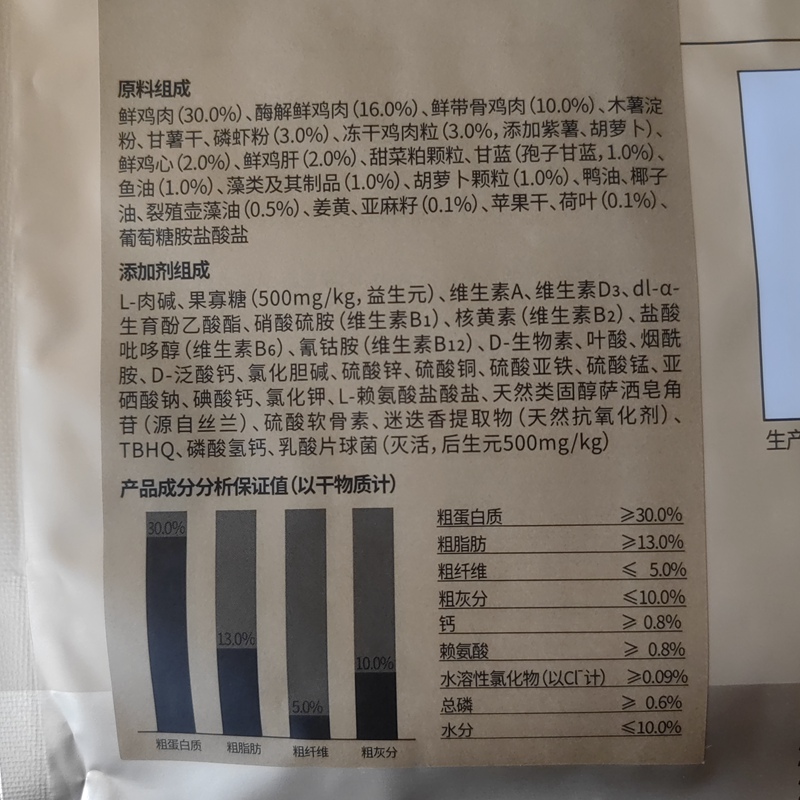 原料组成
鲜鸡肉(30.0%)、酶解鲜鸡肉(16.0%)、鲜带骨鸡肉(10.0%)、木薯淀
粉、甘薯干、磷虾粉(3.0%)、冻干鸡肉粒(3.0%,添加紫薯、胡萝卜)、
鲜鸡心(2.0%)、鲜鸡肝(2.0%)、甜菜粕颗粒、甘蓝(孢子甘蓝,1.0%)、
鱼油(1.0%)、藻类及其制品(1.0%)、胡萝卜颗粒(1.0%)、鸭油、椰子
油、裂殖壶藻油(0.5%)、姜黄、亚麻籽(0.1%)、苹果干、荷叶(0.1%)、
葡萄糖胺盐酸盐
添加剂组成
L-肉碱、果寡糖(500mg/kg,益生元)、维生素A、维生素D3、dl-α-
生育酚乙酸酯、硝酸硫胺(维生素B1)、核黄素(维生素B2)、盐酸
吡哆醇(维生素B6)、氰钴胺(维生素B12)、D-生物素、叶酸、烟酰
胺、D-泛酸钙、氯化胆碱、硫酸锌、硫酸铜、硫酸亚铁、硫酸锰、亚
硒酸钠、碘酸钙、氯化钾、L-赖氨酸盐酸盐、天然类固醇萨洒皂角
苷(源自丝兰)、硫酸软骨素、迷迭香提取物(天然抗氧化剂)、
TBHQ、磷酸氢钙、乳酸片球菌(灭活,后生元500mg/kg)
产品成分分析保证值(以干物质计)
30.0%
13.0%
5.0%
10.0%
粗蛋白质 粗脂肪 粗纤维 粗灰分
粗蛋白质 ≥30.0%
粗脂肪 ≥13.0%
粗纤维 ≤ 5.0%
粗灰分 ≤10.0%
钙 ≥ 0.8%
赖氨酸 ≥ 0.8%
水溶性氯化物(以Cl⁻计) ≥0.09%
总磷 ≥ 0.6%
水分 ≤10.0%
生产